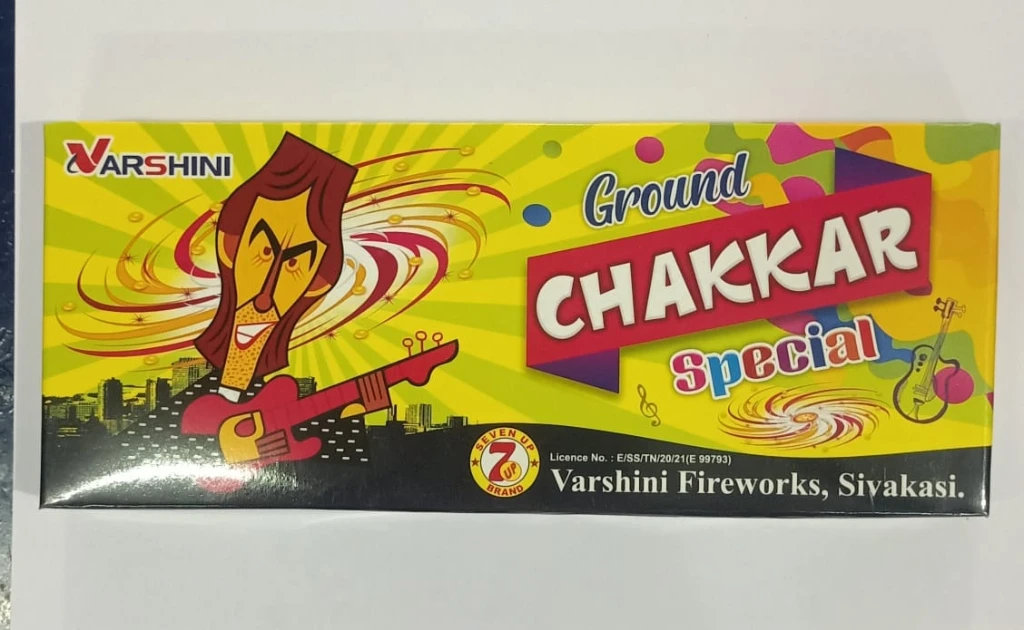 VARSHINI
Ground
CHAKKAR
Special
SEVEN UP
7 UP
BRAND
Licence No. : E/SS/TN/20/21(E 99793)
Varshini Fireworks, Sivakasi.